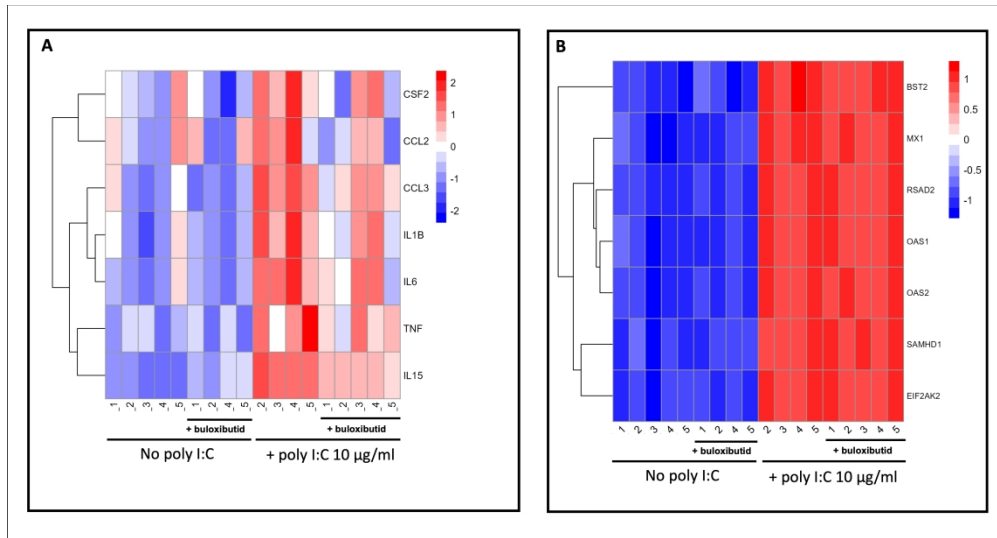 A
2
1
0
-1
-2
CSF2
CCL2
CCL3
IL1B
IL6
TNF
IL15
1_ 2_ 3_ 4_ 5_ 1_ 2_ 4_ 5_ 2_ 3_ 4_ 5_ 1_ 2_ 3_ 4_ 5_
+ buloxibutid + buloxibutid
No poly I:C + poly I:C 10 µg/ml
B
1
0.5
0
-0.5
-1
BST2
MX1
RSAD2
OAS1
OAS2
SAMHD1
EIF2AK2
1 2 3 4 5 1 2 4 5 2 3 4 5 1 2 3 4 5
+ buloxibutid + buloxibutid
No poly I:C + poly I:C 10 µg/ml